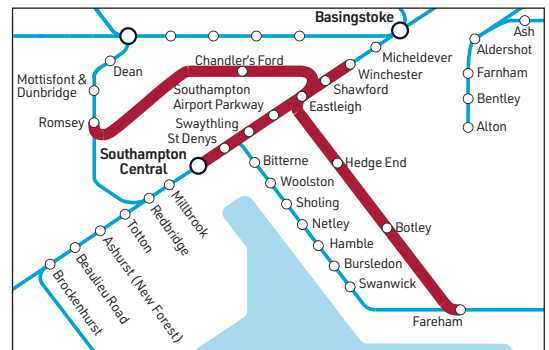 Basingstoke
Ash
Aldershot
Micheldever
Chandler's Ford
Dean
Winchester
Farnham
Mottisfont &
Dunbridge
Southampton
Airport Parkway
Shawford
Eastleigh
Bentley
Romsey
Swaythling
St Denys
Alton
Southampton
Central
Bitterne
Hedge End
Woolston
Millbrook
Redbridge
Sholing
Totton
Netley
Botley
Ashurst (New Forest)
Hamble
Beaulieu Road
Bursledon
Brockenhurst
Swanwick
Fareham